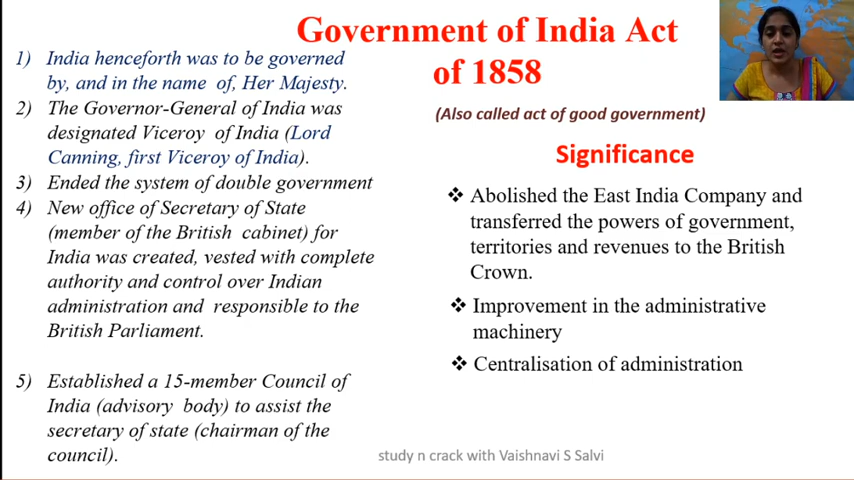 Government of India Act
of 1858
(Also called act of good government)
1) India henceforth was to be governed
by, and in the name of, Her Majesty.
2) The Governor-General of India was
designated Viceroy of India (Lord
Canning, first Viceroy of India).
3) Ended the system of double government
4) New office of Secretary of State
(member of the British cabinet) for
India was created, vested with complete
authority and control over Indian
administration and responsible to the
British Parliament.
5) Established a 15-member Council of
India (advisory body) to assist the
secretary of state (chairman of the
council).
Significance
❖ Abolished the East India Company and
transferred the powers of government,
territories and revenues to the British
Crown.
❖ Improvement in the administrative
machinery
❖ Centralisation of administration
study n crack with Vaishnavi S Salvi